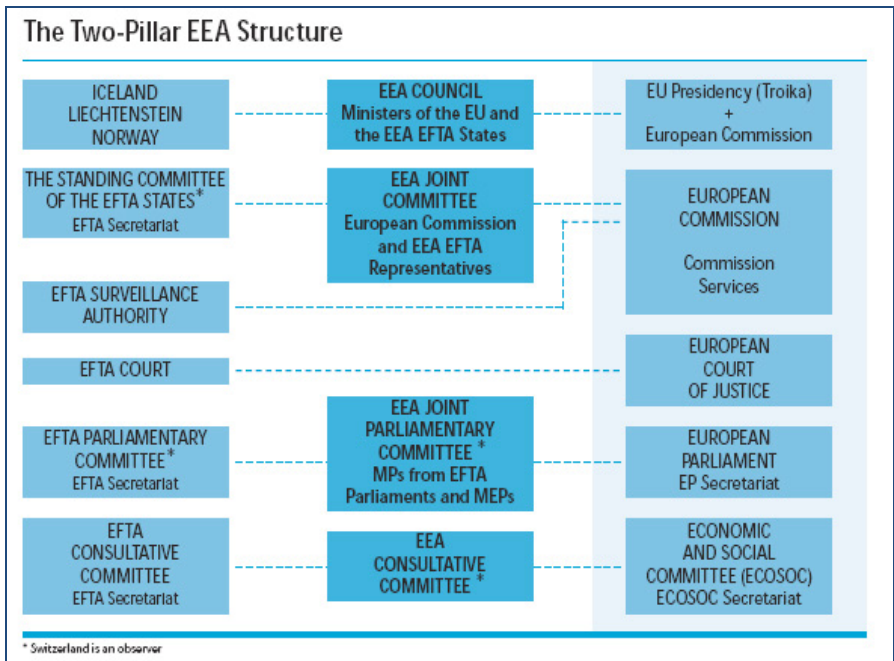 The Two-Pillar EEA Structure
ICELAND
LIECHTENSTEIN
NORWAY
EEA COUNCIL
Ministers of the EU and
the EEA EFTA States
EU Presidency (Troika)
+
European Commission
THE STANDING COMMITTEE
OF THE EFTA STATES*
EFTA Secretariat
EEA JOINT
COMMITTEE
European Commission
and EEA EFTA
Representatives
EUROPEAN
COMMISSION
Commission
Services
EFTA SURVEILLANCE
AUTHORITY
EFTA COURT
EUROPEAN
COURT
OF JUSTICE
EFTA PARLIAMENTARY
COMMITTEE*
EFTA Secretariat
EEA JOINT
PARLIAMENTARY
COMMITTEE *
MPs from EFTA
Parliaments and MEPs
EUROPEAN
PARLIAMENT
EP Secretariat
EFTA
CONSULTATIVE
COMMITTEE
EFTA Secretariat
EEA
CONSULTATIVE
COMMITTEE *
ECONOMIC
AND SOCIAL
COMMITTEE (ECOSOC)
ECOSOC Secretariat
* Switzerland is an observer